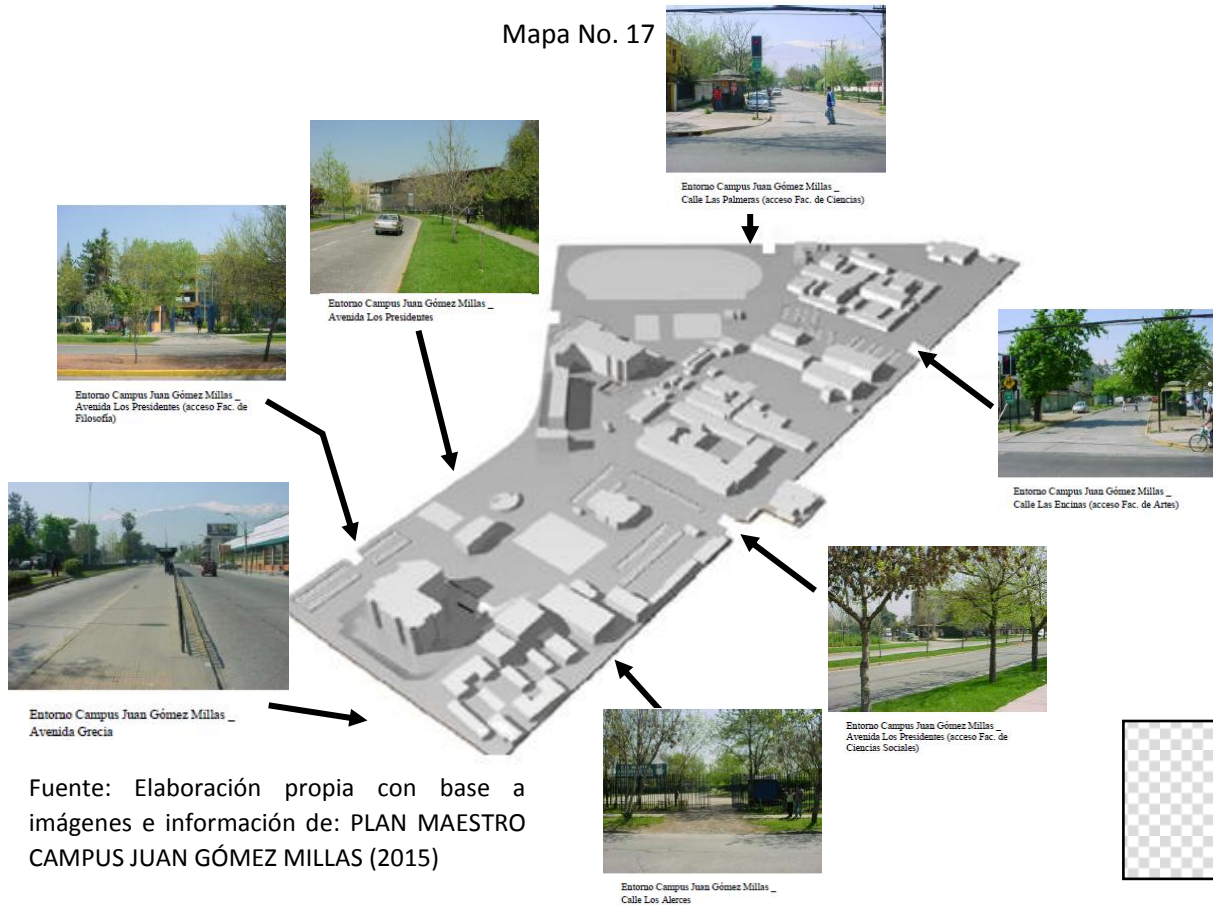 Mapa No. 17
Entorno Campus Juan Gómez Millas _
Calle Las Palmeras (acceso Fac. de Ciencias)
Entorno Campus Juan Gómez Millas _
Avenida Los Presidentes
Entorno Campus Juan Gómez Millas _
Avenida Los Presidentes (acceso Fac. de
Filosofía)
Entorno Campus Juan Gómez Millas _
Calle Las Encinas (acceso Fac. de Artes)
Entorno Campus Juan Gómez Millas _
Avenida Grecia
Entorno Campus Juan Gómez Millas _
Avenida Los Presidentes (acceso Fac. de
Ciencias Sociales)
Fuente: Elaboración propia con base a
imágenes e información de: PLAN MAESTRO
CAMPUS JUAN GÓMEZ MILLAS (2015)
Entorno Campus Juan Gómez Millas _
Calle Los Alerces